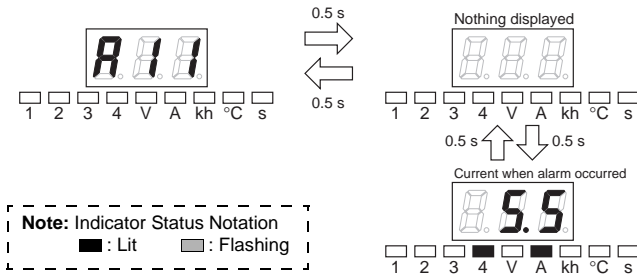 0.5 s
Nothing displayed
A11
0.5 s
1 2 3 4 V A kh °C s
1 2 3 4 V A kh °C s
0.5 s
0.5 s
Current when alarm occurred
5.5
Note: Indicator Status Notation
: Lit : Flashing
1 2 3 4 V A kh °C s